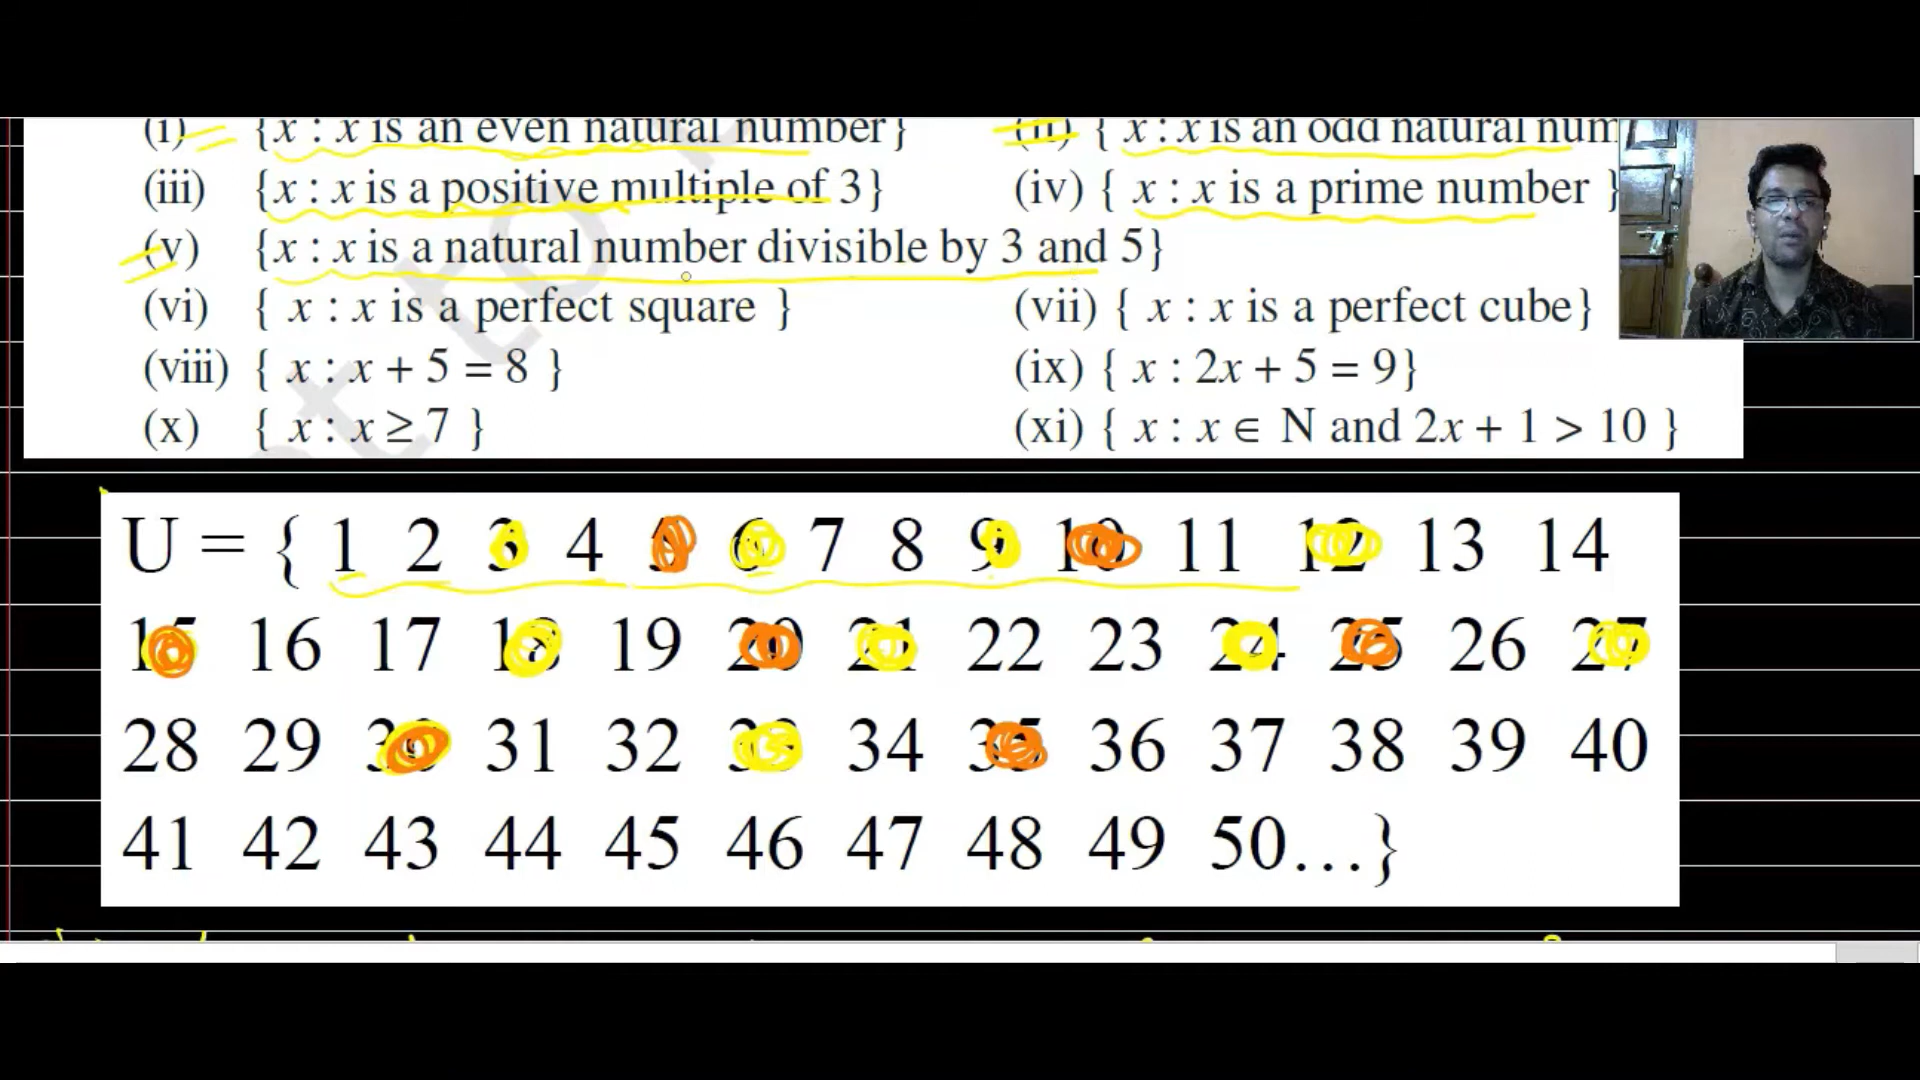 (i) {x : x is an even natural number} (ii) { x : x is an odd natural num
(iii) {x : x is a positive multiple of 3} (iv) { x : x is a prime number }
(v) {x : x is a natural number divisible by 3 and 5}
(vi) { x : x is a perfect square } (vii) { x : x is a perfect cube}
(viii) { x : x + 5 = 8 } (ix) { x : 2x + 5 = 9}
(x) { x : x ≥ 7 } (xi) { x : x ∈ N and 2x + 1 > 10 }
U = { 1 2 3 4 5 6 7 8 9 10 11 12 13 14
15 16 17 18 19 20 21 22 23 24 25 26 27
28 29 30 31 32 33 34 35 36 37 38 39 40
41 42 43 44 45 46 47 48 49 50...}